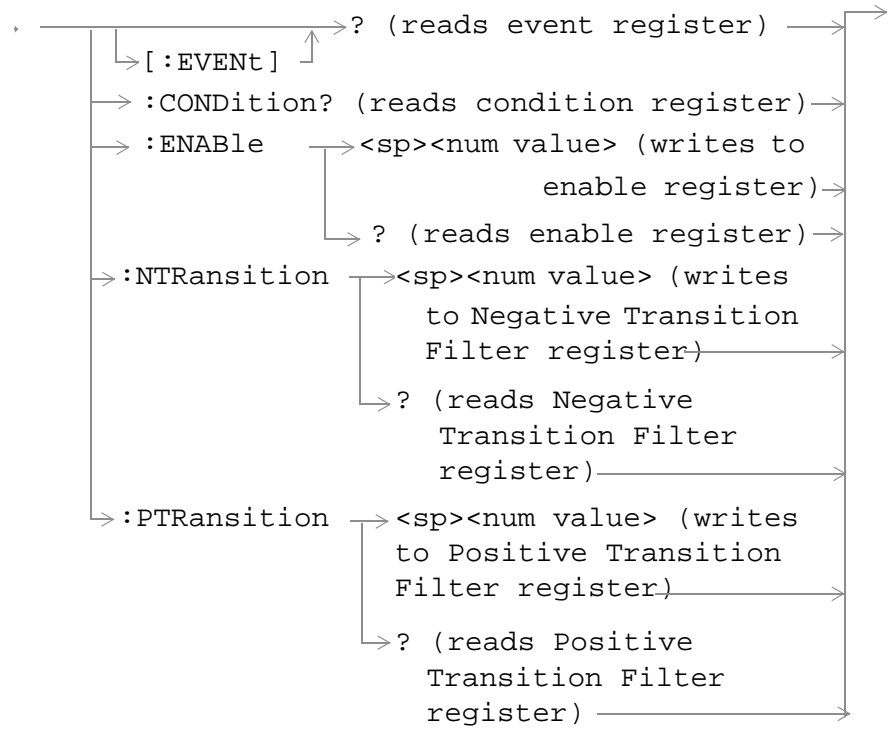 ? (reads event register)
[:EVENt]
:CONDition? (reads condition register)
:ENABle <sp><num value> (writes to
enable register)
? (reads enable register)
:NTRansition <sp><num value> (writes
to Negative Transition
Filter register)
? (reads Negative
Transition Filter
register)
:PTRansition <sp><num value> (writes
to Positive Transition
Filter register)
? (reads Positive
Transition Filter
register)